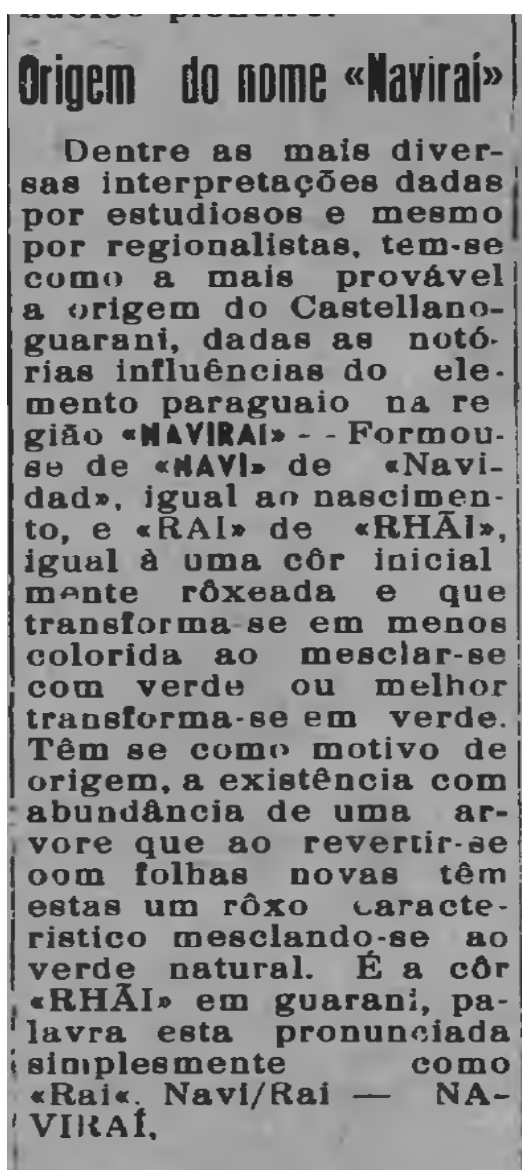 núcleo pioneiro.
Origem do nome «Naviraí»
Dentre as mais diver-
sas interpretações dadas
por estudiosos e mesmo
por regionalistas, tem-se
como a mais provável
a origem do Castellano-
guarani, dadas as notó-
rias influências do ele-
mento paraguaio na re
gião «NAVIRAI» - - Formou-
se de «NAVI» de «Navi-
dad», igual ao nascimen-
to, e «RAI» de «RHÃI»,
igual à uma côr inicial
mente rôxeada e que
transforma-se em menos
colorida ao mesclar-se
com verde ou melhor
transforma-se em verde.
Têm se como motivo de
origem, a existência com
abundância de uma ar-
vore que ao revertir-se
oom folhas novas têm
estas um rôxo caracte-
ristico mesclando-se ao
verde natural. É a côr
«RHÃI» em guarani, pa-
lavra esta pronunciada
simplesmente como
«Rai«. Navi/Rai — NA-
VIRAÍ.